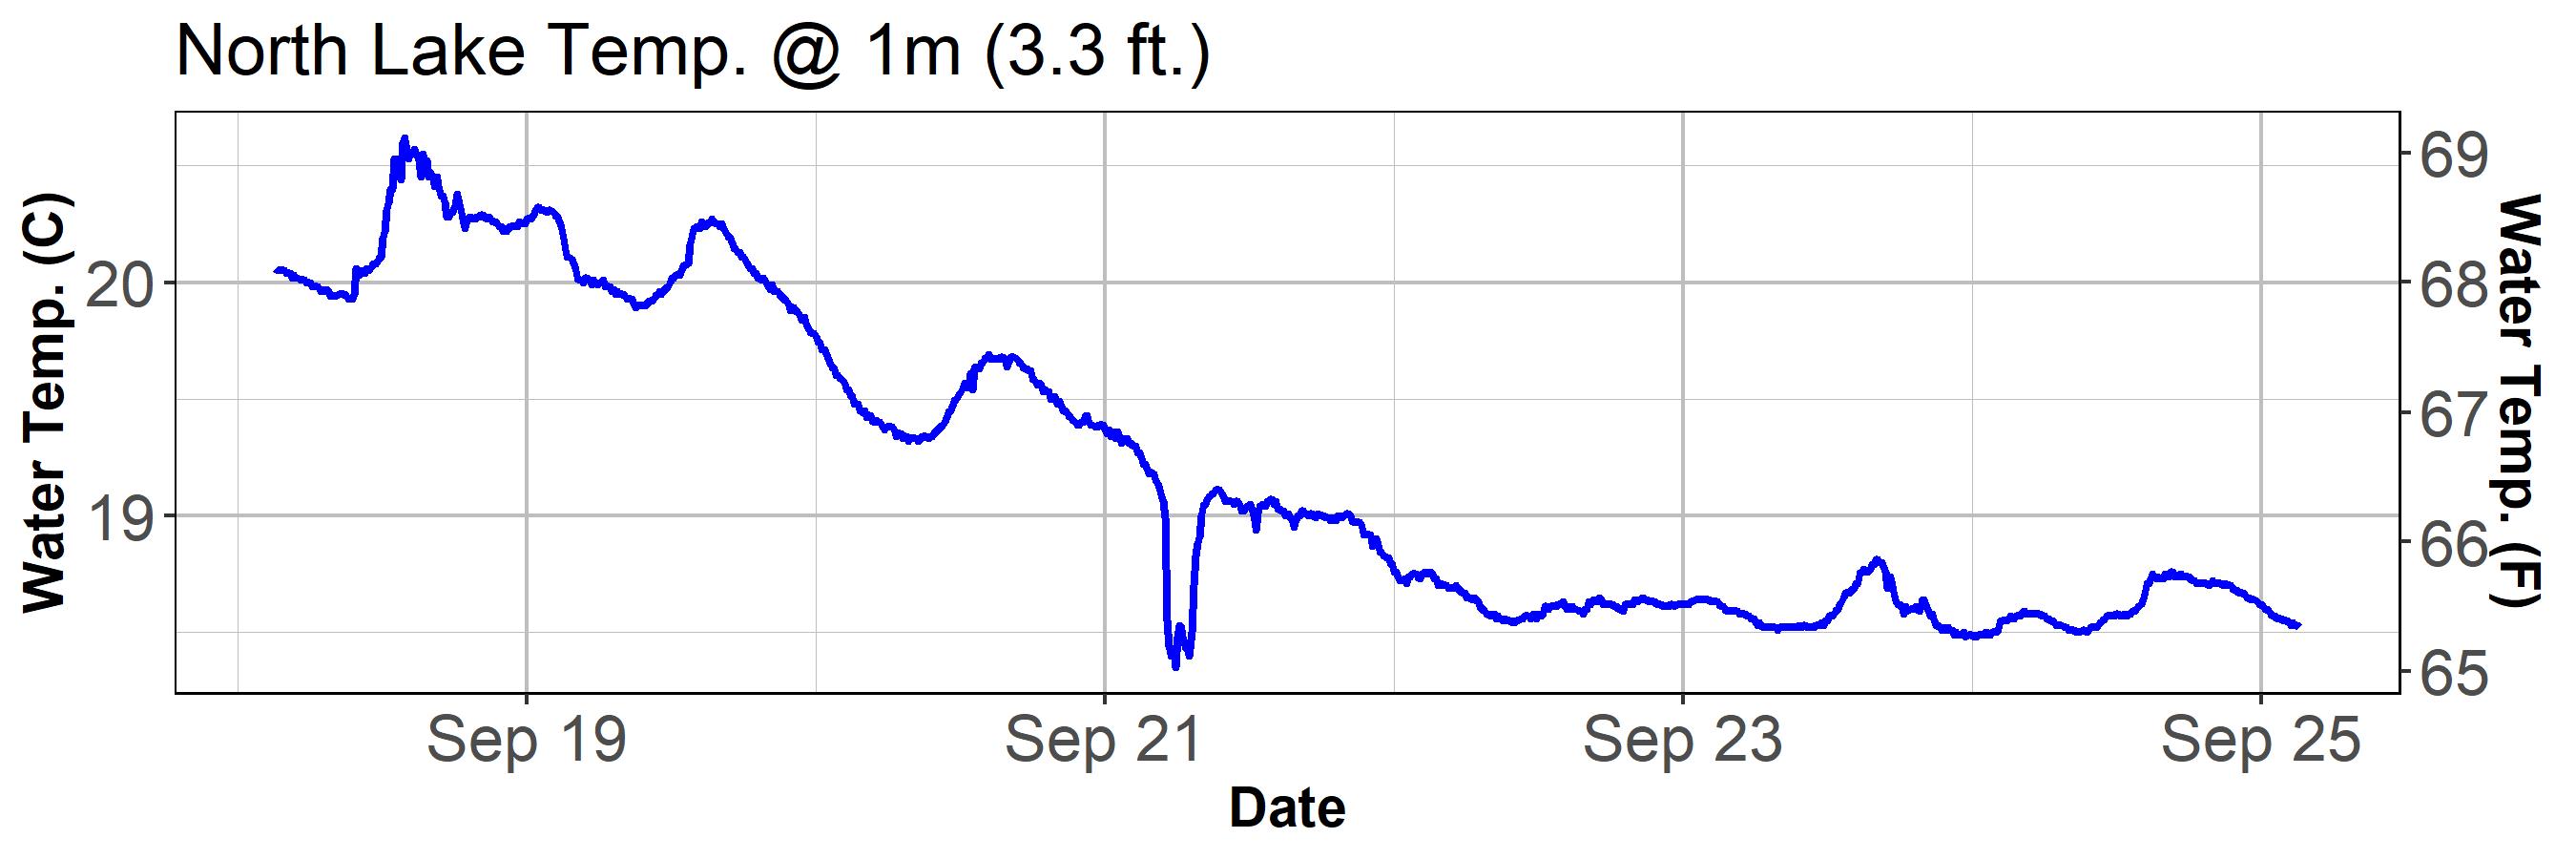 North Lake Temp. @ 1m (3.3 ft.)
Water Temp. (C)
20
19
69
68
67
66
65
Water Temp. (F)
Sep 19 Sep 21 Sep 23 Sep 25
Date